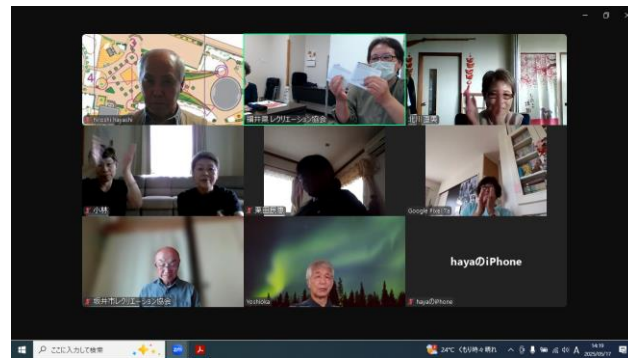 hiroshi hayashi
福井県レクリエーション協会
小林
Google Pixel 7a
坂井市レクリエーション協会
Yoshioka
hayaのiPhone
hayaのiPhone
ここに入力して検索
24°C くもり時々晴れ
A
14:19
2025/05/17